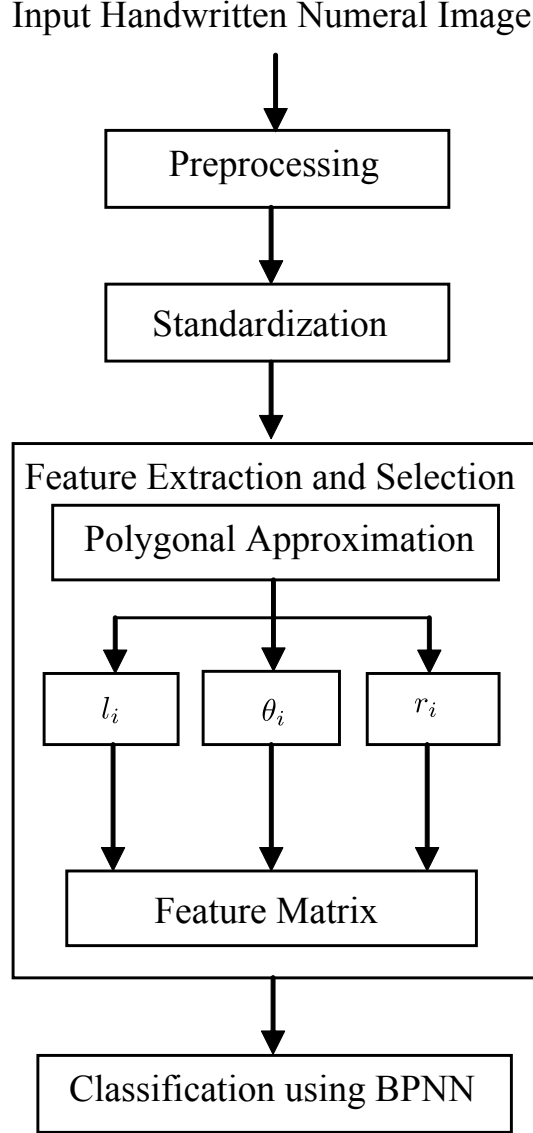 Input Handwritten Numeral Image
Preprocessing
Standardization
Feature Extraction and Selection
Polygonal Approximation
l_i θ_i r_i
Feature Matrix
Classification using BPNN